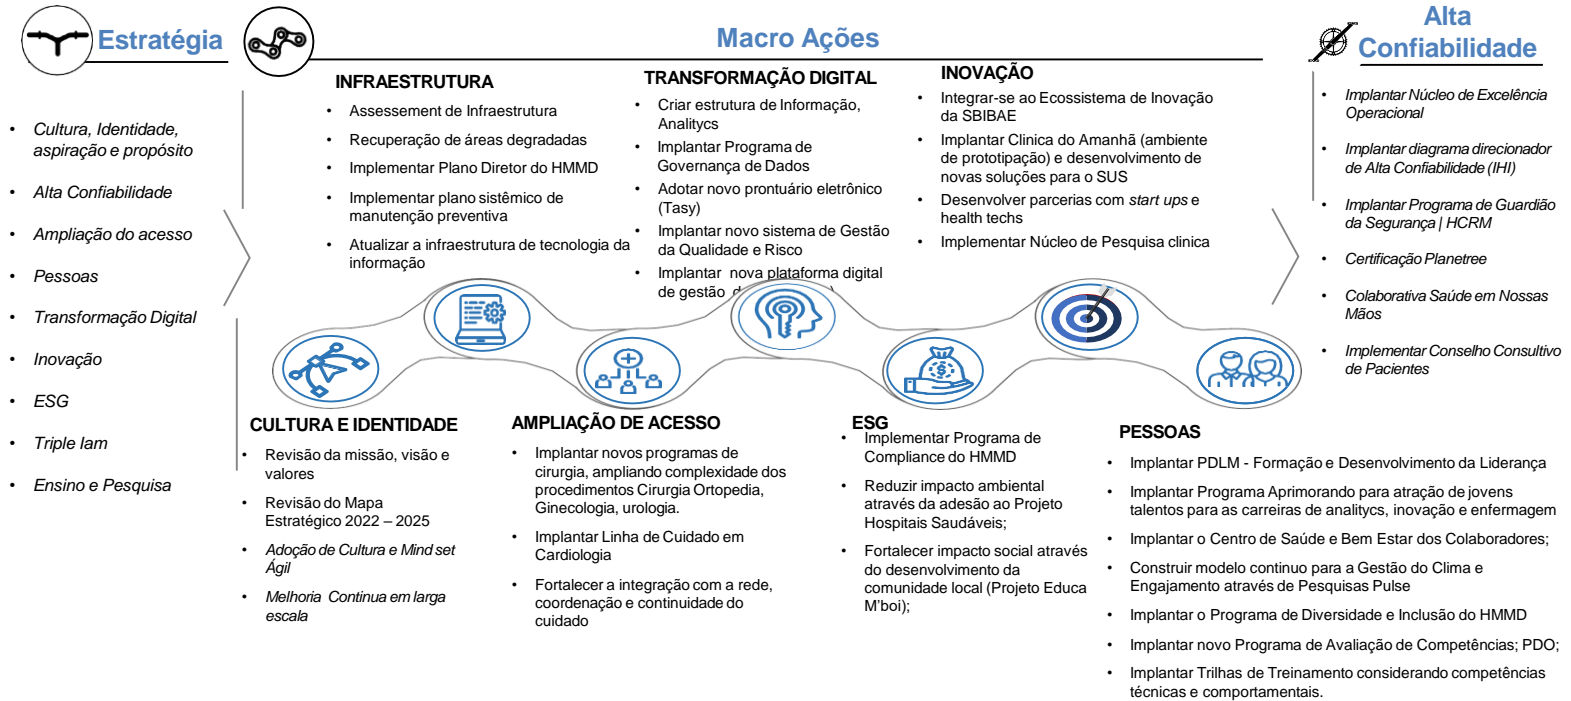 Estratégia
• Cultura, Identidade,
aspiração e propósito
• Alta Confiabilidade
• Ampliação do acesso
• Pessoas
• Transformação Digital
• Inovação
• ESG
• Triple Iam
• Ensino e Pesquisa
Macro Ações
INFRAESTRUTURA
• Assessement de Infraestrutura
• Recuperação de áreas degradadas
• Implementar Plano Diretor do HMMD
• Implementar plano sistêmico de
manutenção preventiva
• Atualizar a infraestrutura de tecnologia da
informação
TRANSFORMAÇÃO DIGITAL
• Criar estrutura de Informação,
Analitycs
• Implantar Programa de
Governança de Dados
• Adotar novo prontuário eletrônico
(Tasy)
• Implantar novo sistema de Gestão
da Qualidade e Risco
• Implantar nova plataforma digital
de gestão
INOVAÇÃO
• Integrar-se ao Ecossistema de Inovação
da SBIBAE
• Implantar Clinica do Amanhã (ambiente
de prototipação) e desenvolvimento de
novas soluções para o SUS
• Desenvolver parcerias com start ups e
health techs
• Implementar Núcleo de Pesquisa clinica
CULTURA E IDENTIDADE
• Revisão da missão, visão e
valores
• Revisão do Mapa
Estratégico 2022 – 2025
• Adoção de Cultura e Mind set
Ágil
• Melhoria Continua em larga
escala
AMPLIAÇÃO DE ACESSO
• Implantar novos programas de
cirurgia, ampliando complexidade dos
procedimentos Cirurgia Ortopedia,
Ginecologia, urologia.
• Implantar Linha de Cuidado em
Cardiologia
• Fortalecer a integração com a rede,
coordenação e continuidade do
cuidado
ESG
• Implementar Programa de
Compliance do HMMD
• Reduzir impacto ambiental
através da adesão ao Projeto
Hospitais Saudáveis;
• Fortalecer impacto social através
do desenvolvimento da
comunidade local (Projeto Educa
M'boi);
PESSOAS
• Implantar PDLM - Formação e Desenvolvimento da Liderança
• Implantar Programa Aprimorando para atração de jovens
talentos para as carreiras de analitycs, inovação e enfermagem
• Implantar o Centro de Saúde e Bem Estar dos Colaboradores;
• Construir modelo continuo para a Gestão do Clima e
Engajamento através de Pesquisas Pulse
• Implantar o Programa de Diversidade e Inclusão do HMMD
• Implantar novo Programa de Avaliação de Competências; PDO;
• Implantar Trilhas de Treinamento considerando competências
técnicas e comportamentais.
Alta
Confiabilidade
• Implantar Núcleo de Excelência
Operacional
• Implantar diagrama direcionador
de Alta Confiabilidade (IHI)
• Implantar Programa de Guardião
da Segurança | HCRM
• Certificação Planetree
• Colaborativa Saúde em Nossas
Mãos
• Implementar Conselho Consultivo
de Pacientes